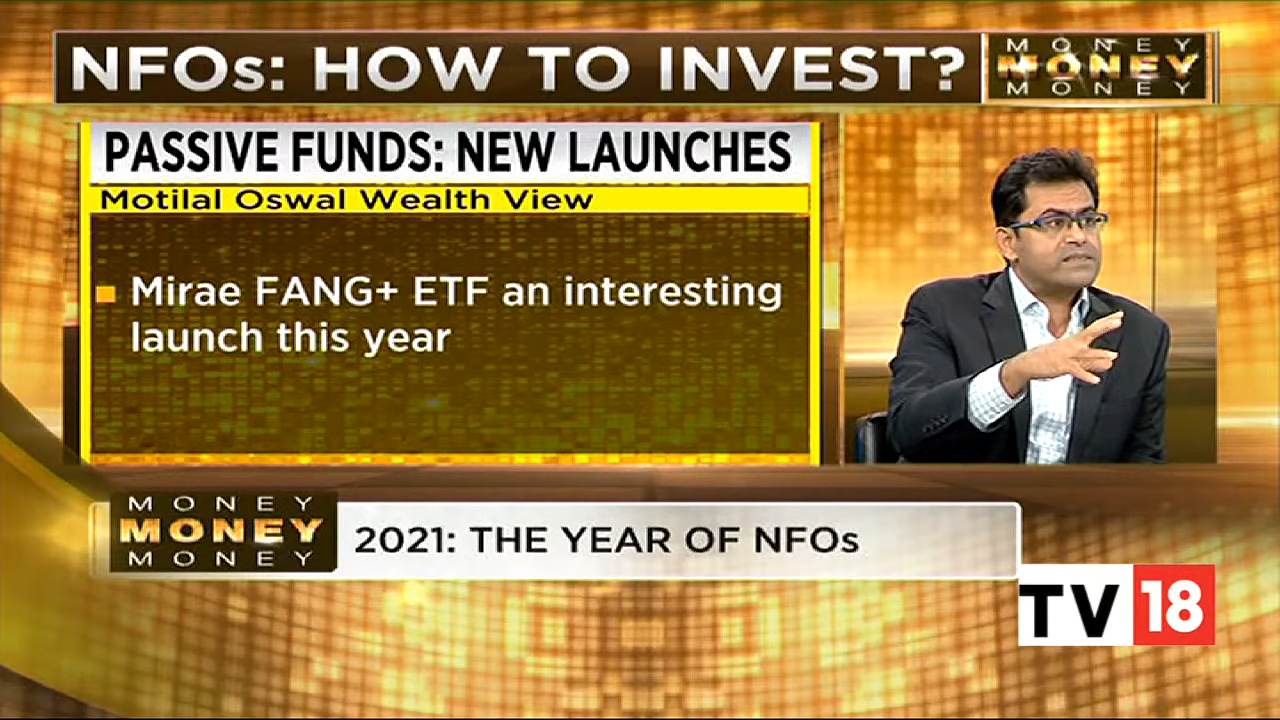 NFOs: HOW TO INVEST?
MONEY
MONEY
MONEY
PASSIVE FUNDS: NEW LAUNCHES
Motilal Oswal Wealth View
Mirae FANG+ ETF an interesting
launch this year
MONEY
MONEY
MONEY
2021: THE YEAR OF NFOs
TV18